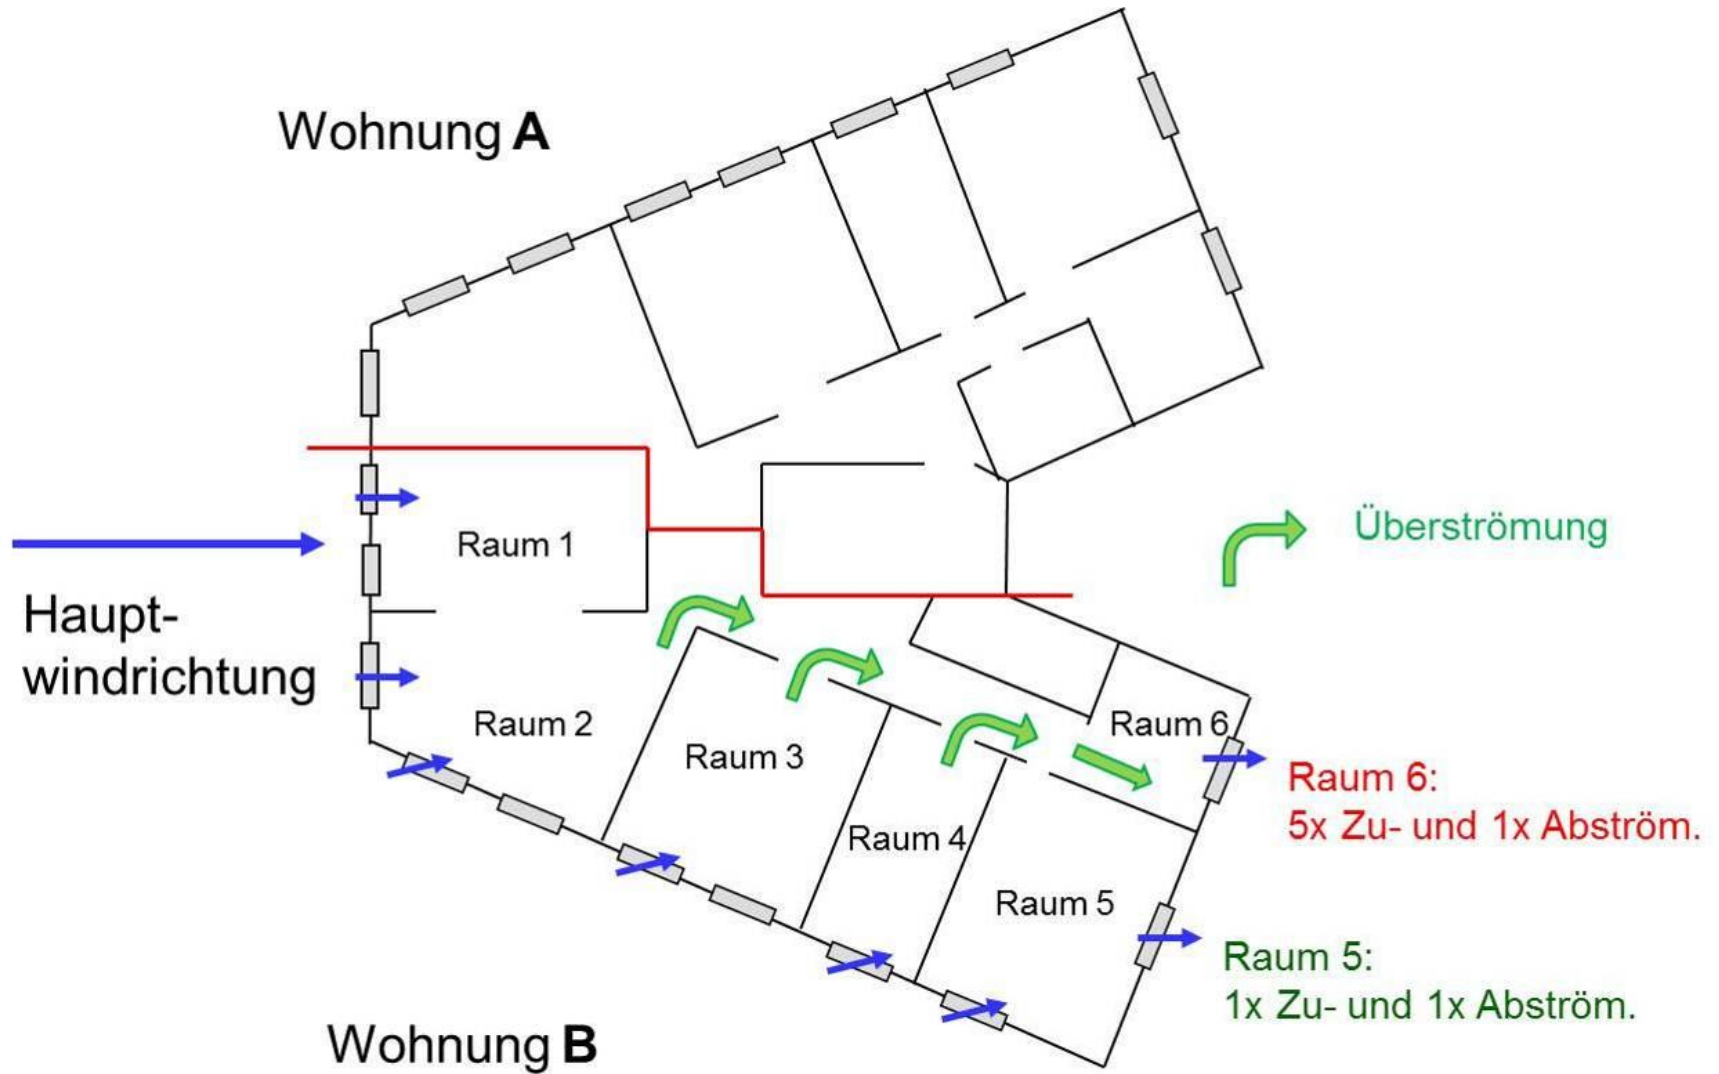 Wohnung A
Überströmung
Raum 1
Haupt-
windrichtung
Raum 2
Raum 3
Raum 6
Raum 4
Raum 5
Raum 6:
5x Zu- und 1x Abström.
Raum 5:
1x Zu- und 1x Abström.
Wohnung B